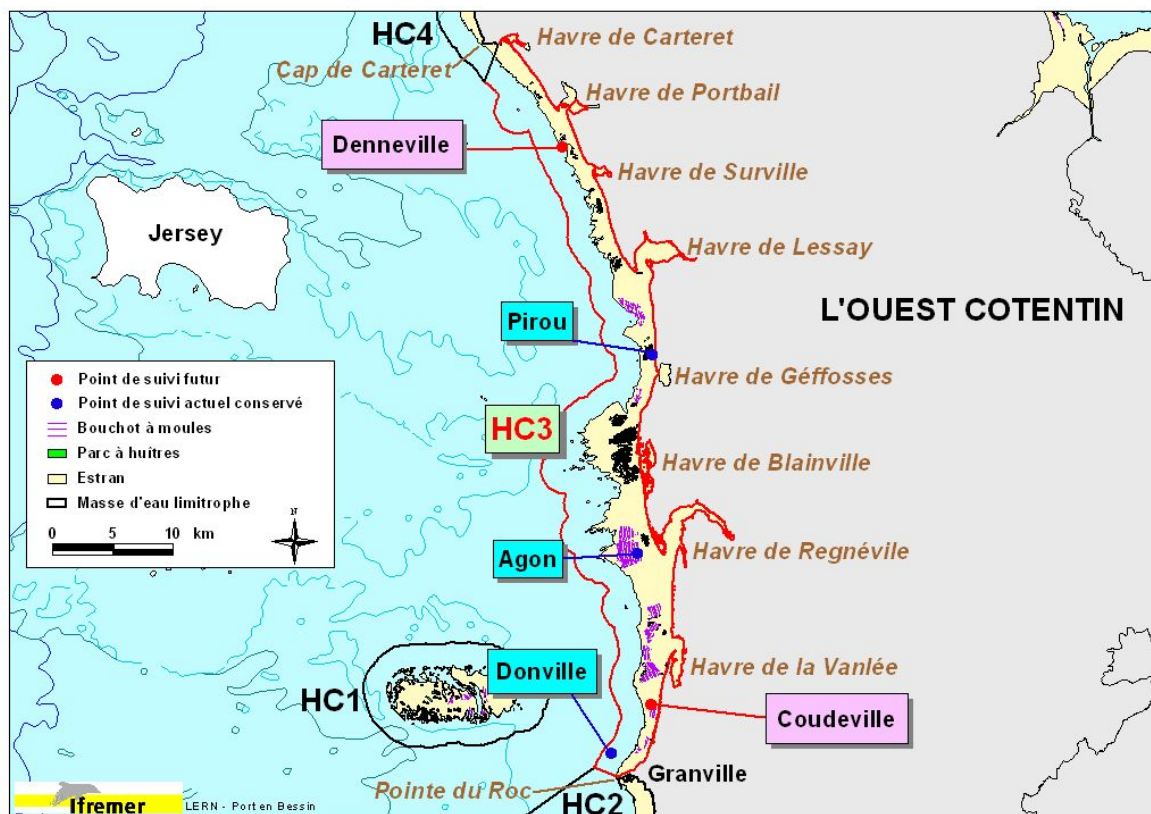 HC4
Havre de Carteret
Cap de Carteret
Havre de Portbail
Denneville
Havre de Surville
Jersey
Havre de Lessay
L'OUEST COTENTIN
Pirou
Havre de Géffosses
Point de suivi futur
Point de suivi actuel conservé
Bouchot à moules
Parc à huîtres
Estran
Masse d'eau limitrophe
N
0 5 10 km
HC3
Havre de Blainville
Agon
Havre de Regnévile
Donville
Havre de la Vanlée
HC1
Coudeville
Granville
Pointe du Roc
HC2
Ifremer
LERN - Port en Bessin